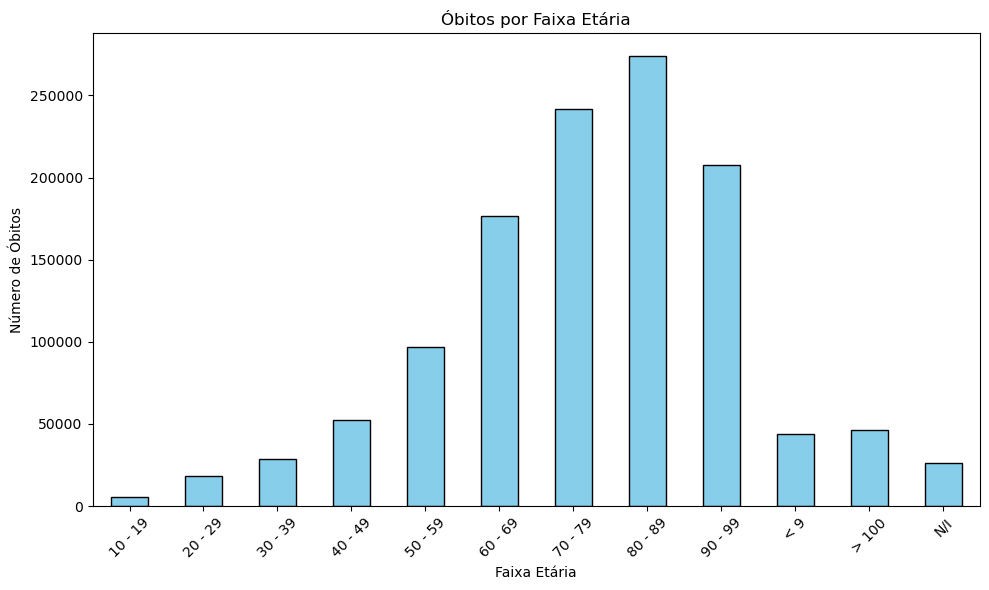 Óbitos por Faixa Etária
Número de Óbitos
250000
200000
150000
100000
50000
0
10 - 19
20 - 29
30 - 39
40 - 49
50 - 59
60 - 69
70 - 79
80 - 89
90 - 99
< 9
> 100
N/I
Faixa Etária